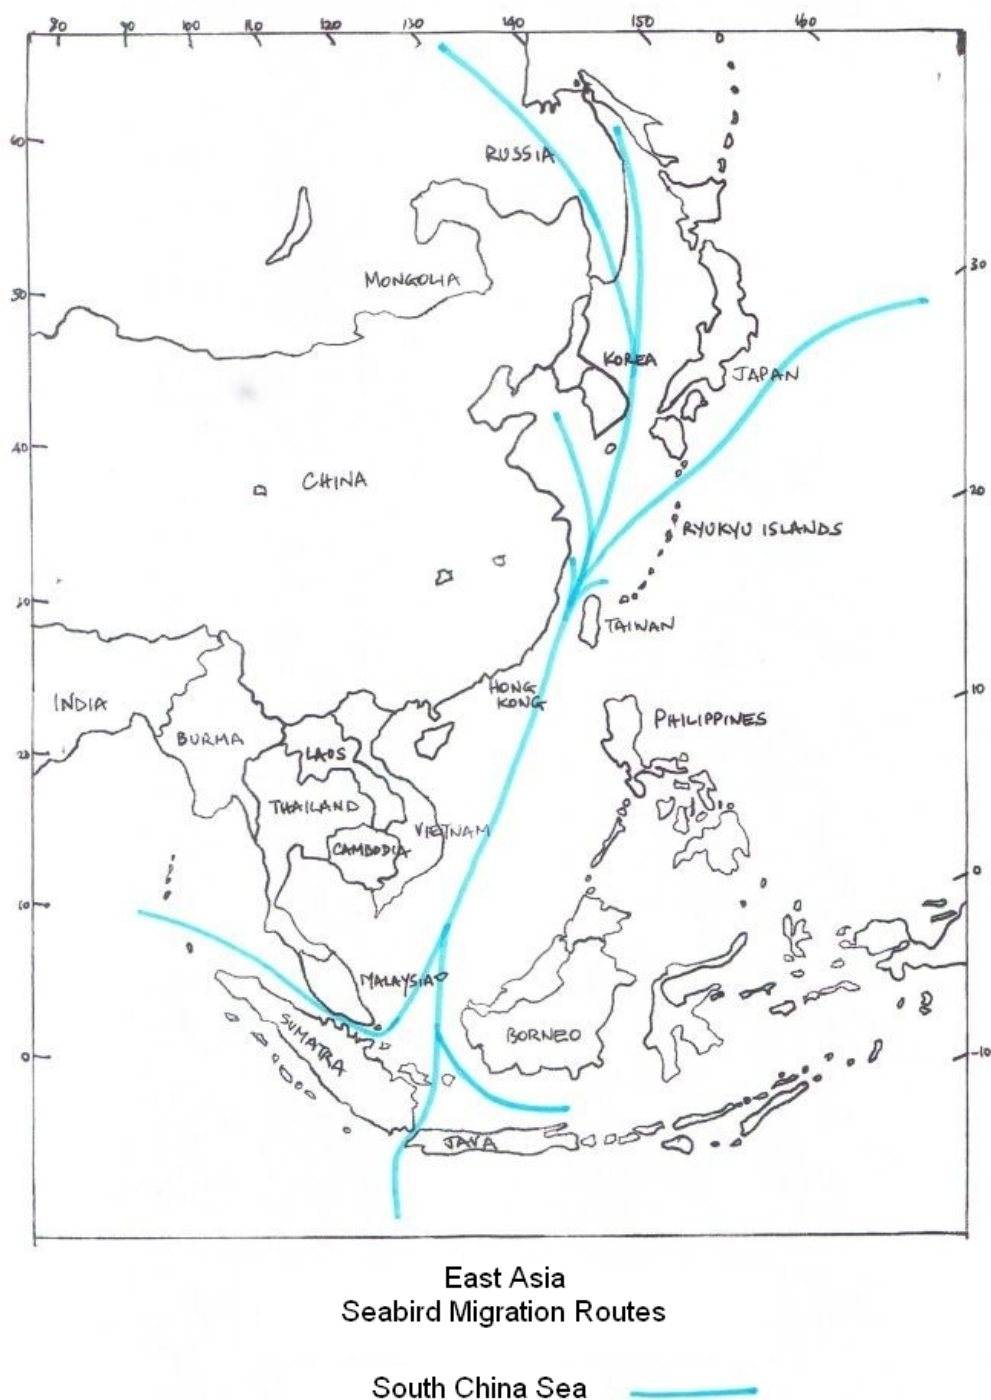 80 90 100 110 120 130 140 150 160
60
RUSSIA
30
MONGOLIA
50
KOREA
JAPAN
40
CHINA
20
RYUKYU ISLANDS
30
TAIWAN
HONG
KONG
10
INDIA
PHILIPPINES
BURMA
LAOS
20
THAILAND
VIETNAM
CAMBODIA
0
10
MALAYSIA
SUMATRA
BORNEO
0
-10
JAVA
East Asia
Seabird Migration Routes
South China Sea